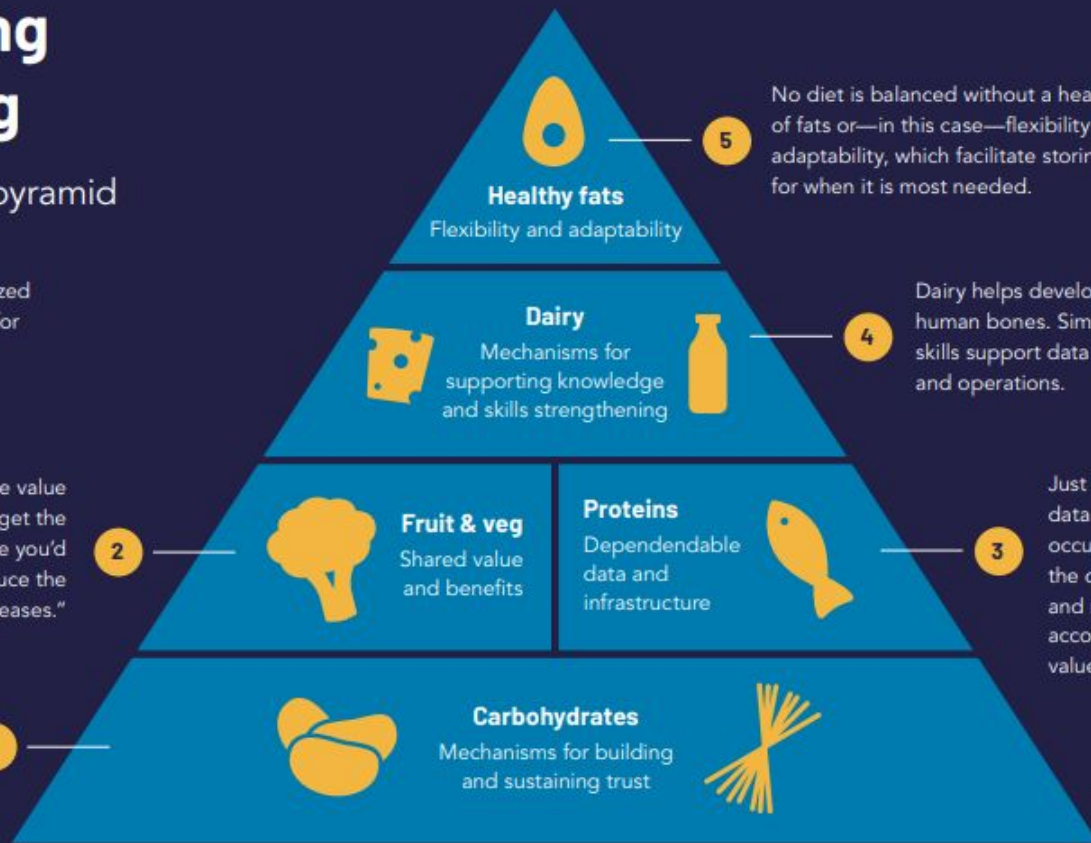 ng
g
pyramid
zed
or
Healthy fats
Flexibility and adaptability
5
No diet is balanced without a hea
of fats or—in this case—flexibility
adaptability, which facilitate storin
for when it is most needed.
Dairy
Mechanisms for
supporting knowledge
and skills strengthening
4
Dairy helps develo
human bones. Sim
skills support data
and operations.
e value
get the
e you’d
uce the
eases.”
2
Fruit & veg
Shared value
and benefits
Proteins
Dependendable
data and
infrastructure
3
Just
data
occu
the
and
acco
value
Carbohydrates
Mechanisms for building
and sustaining trust